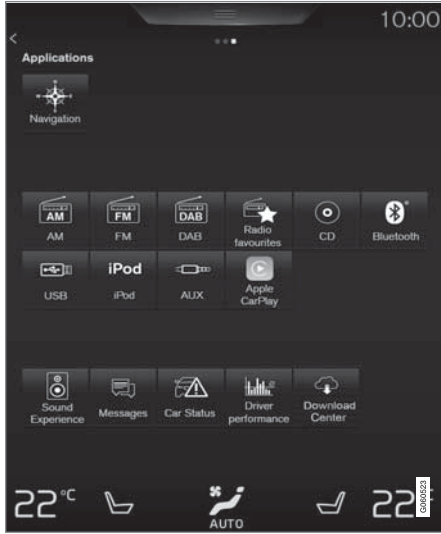 10:00
Applications
Navigation
AM
FM
DAB
AM
FM
DAB
Radio
favourites
CD
Bluetooth
iPod
USB
iPod
AUX
Apple
CarPlay
Sound
Experience
Messages
Car Status
Driver
performance
Download
Center
22°C
AUTO
22
G060523